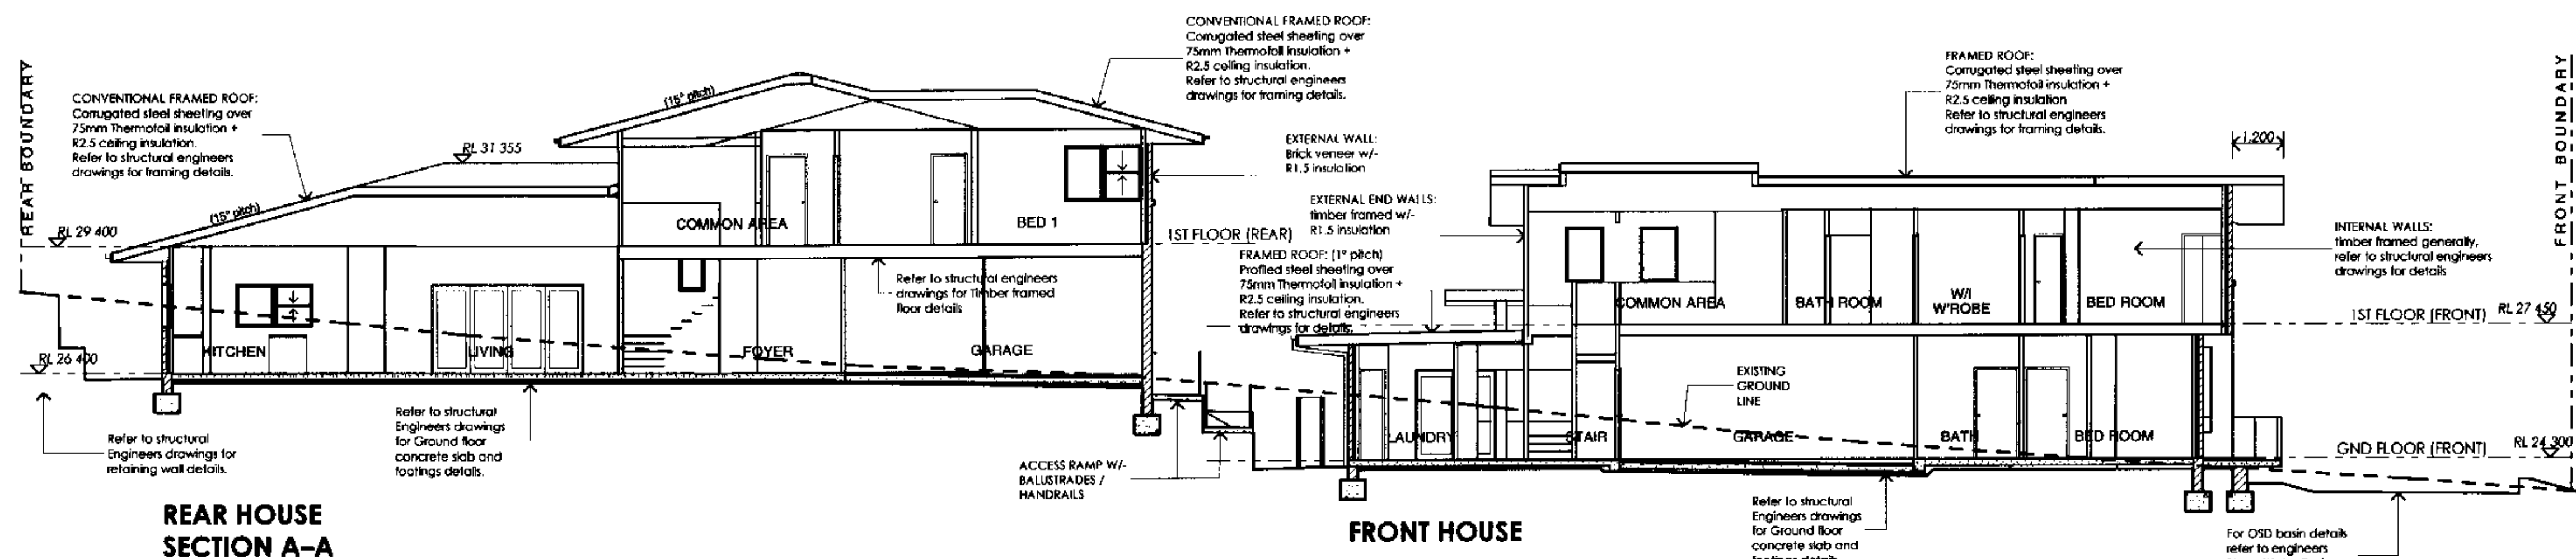 REAR BOUNDARY
CONVENTIONAL FRAMED ROOF:
Corrugated steel sheeting over
75mm Thermofoil insulation +
R2.5 ceiling insulation.
Refer to structural engineers
drawings for framing details.
(15° pitch)
RL 29 400
RL 31 355
RL 26 400
KITCHEN
LIVING
FOYER
GARAGE
COMMON AREA
BED 1
(15° pitch)
CONVENTIONAL FRAMED ROOF:
Corrugated steel sheeting over
75mm Thermofoil insulation +
R2.5 ceiling insulation.
Refer to structural engineers
drawings for framing details.
EXTERNAL WALL:
Brick veneer w/-
R1.5 insulation
1ST FLOOR (REAR)
Refer to structural engineers
drawings for Timber framed
floor details
Refer to structural
Engineers drawings for
retaining wall details.
Refer to structural
Engineers drawings
for Ground floor
concrete slab and
footings details.
REAR HOUSE
SECTION A–A
ACCESS RAMP W/-
BALUSTRADES /
HANDRAILS
EXTERNAL END WALLS:
timber framed w/-
R1.5 insulation
FRAMED ROOF: (1° pitch)
Profiled steel sheeting over
75mm Thermofoil insulation +
R2.5 ceiling insulation.
Refer to structural engineers
drawings for details.
FRAMED ROOF:
Corrugated steel sheeting over
75mm Thermofoil insulation +
R2.5 ceiling insulation
Refer to structural engineers
drawings for framing details.
1,200
FRONT BOUNDARY
INTERNAL WALLS:
timber framed generally,
refer to structural engineers
drawings for details
COMMON AREA
BATH ROOM
W/I
W'ROBE
BED ROOM
1ST FLOOR (FRONT)
RL 27 450
EXISTING
GROUND
LINE
LAUNDRY
STAIR
GARAGE
BATH
BED ROOM
GND FLOOR (FRONT)
RL 24 300
FRONT HOUSE
Refer to structural
Engineers drawings
for Ground floor
concrete slab and
footings details
For OSD basin details
refer to engineers